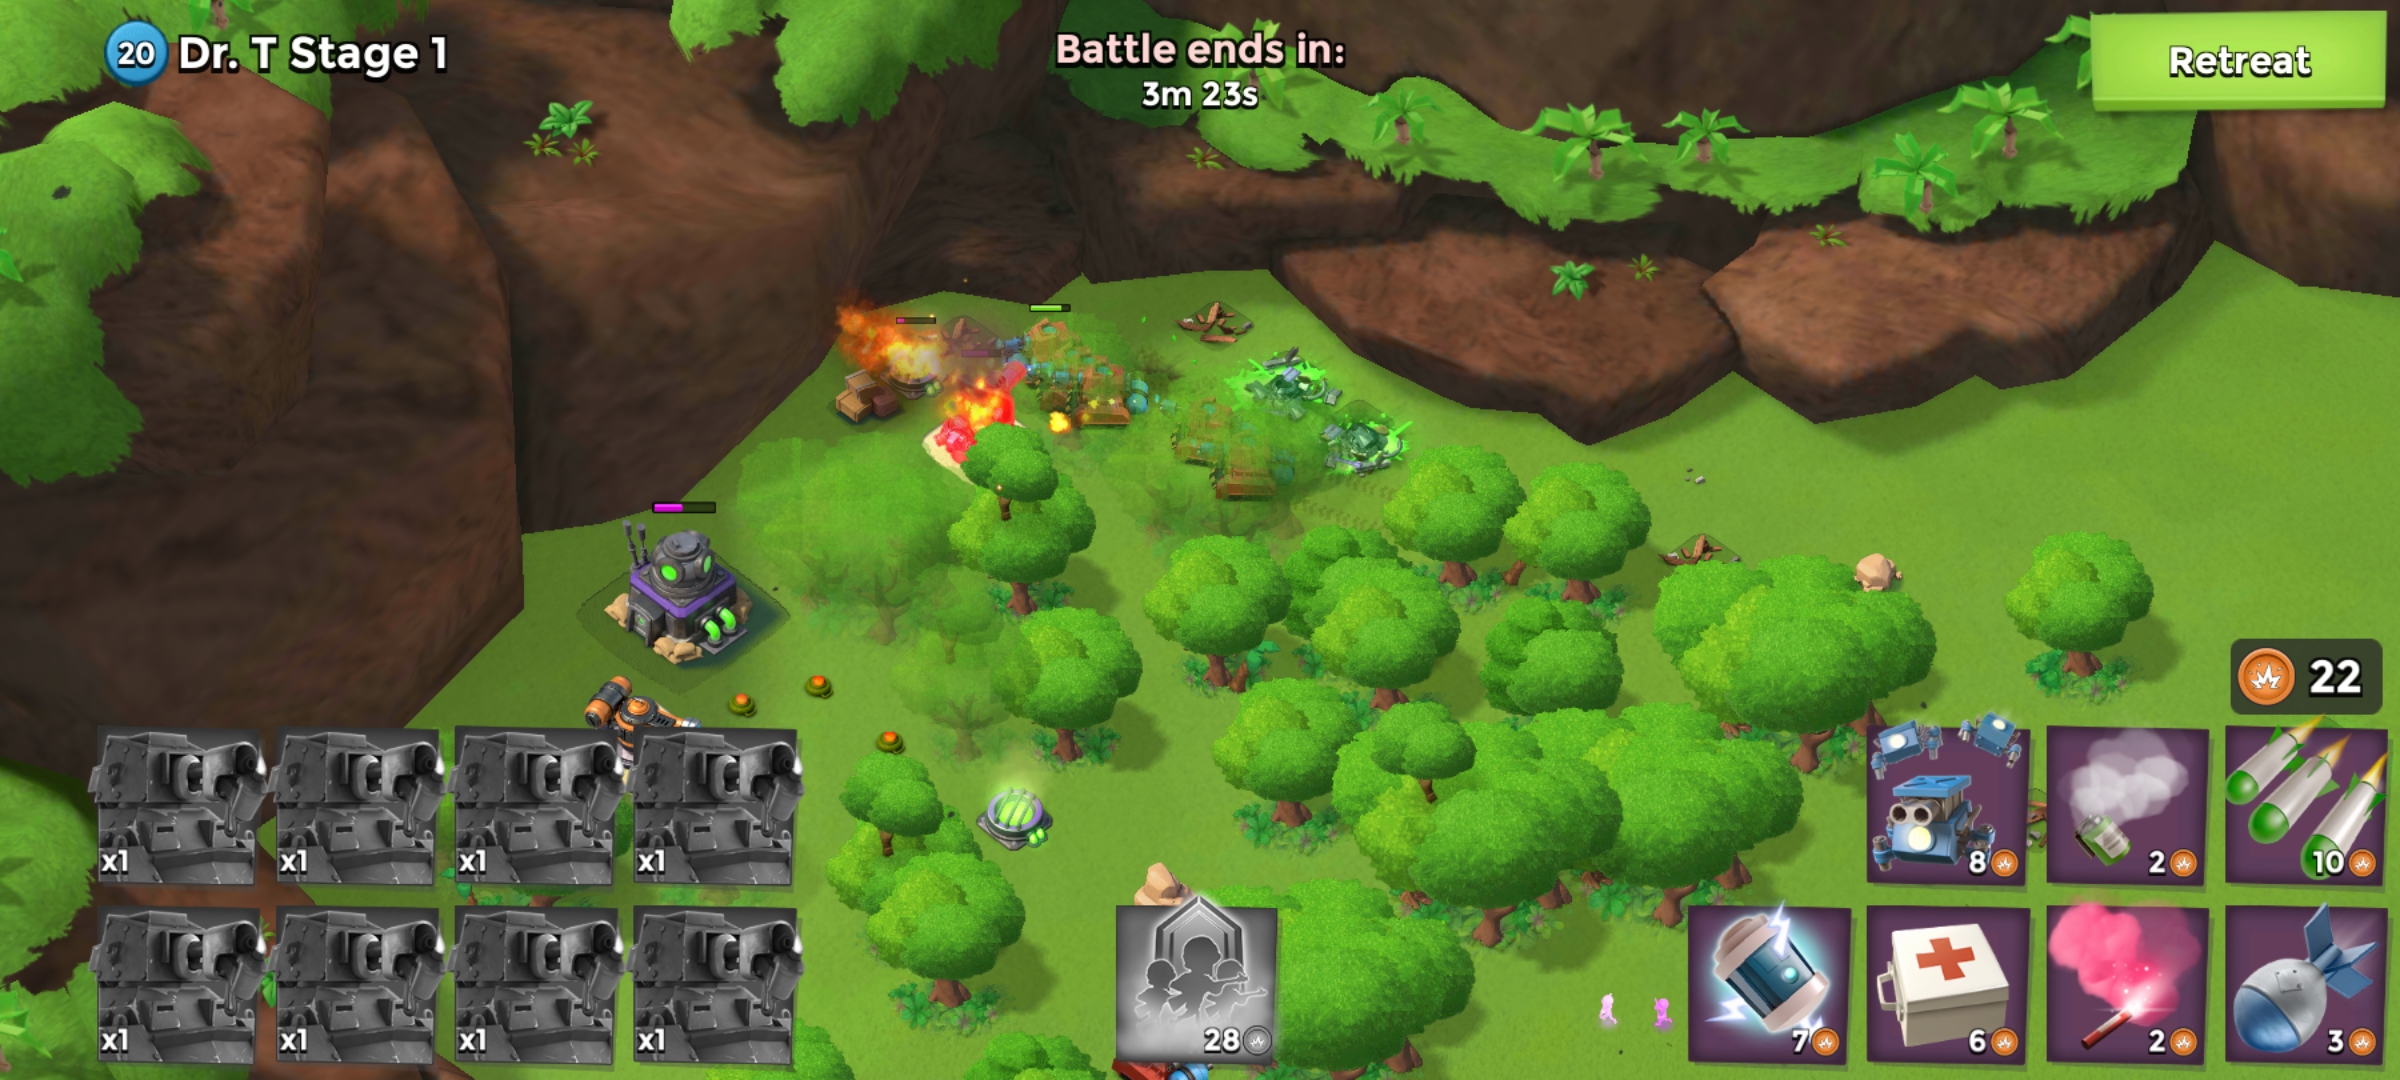 20 Dr. T Stage 1
Battle ends in:
3m 23s
Retreat
22
x1 x1 x1 x1
8 2 10
x1 x1 x1 x1
28
7 6 2 3